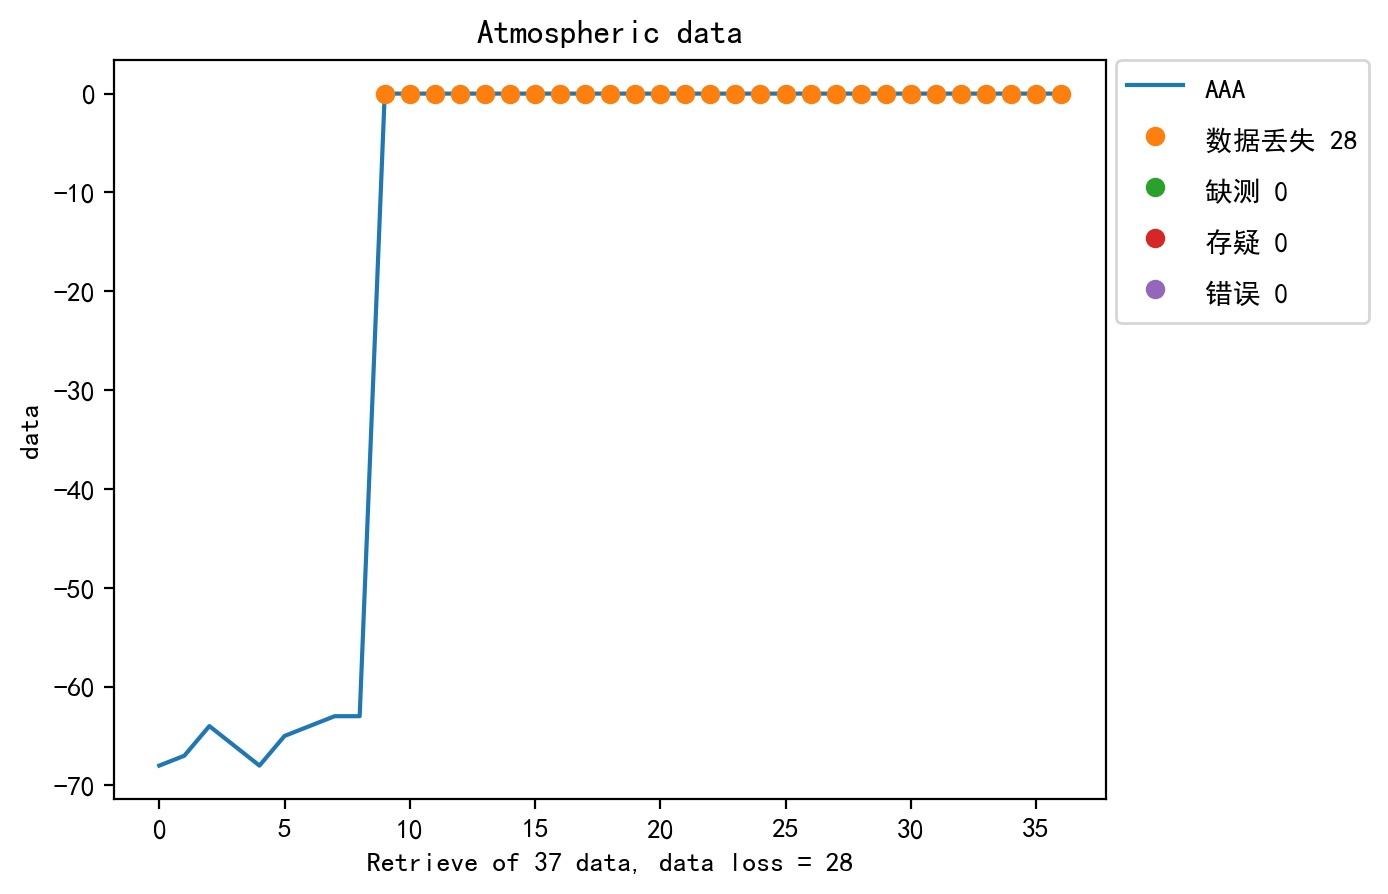 Atmospheric data
0
−10
−20
−30
−40
−50
−60
−70
data
0 5 10 15 20 25 30 35
Retrieve of 37 data, data loss = 28
AAA
数据丢失 28
缺测 0
存疑 0
错误 0